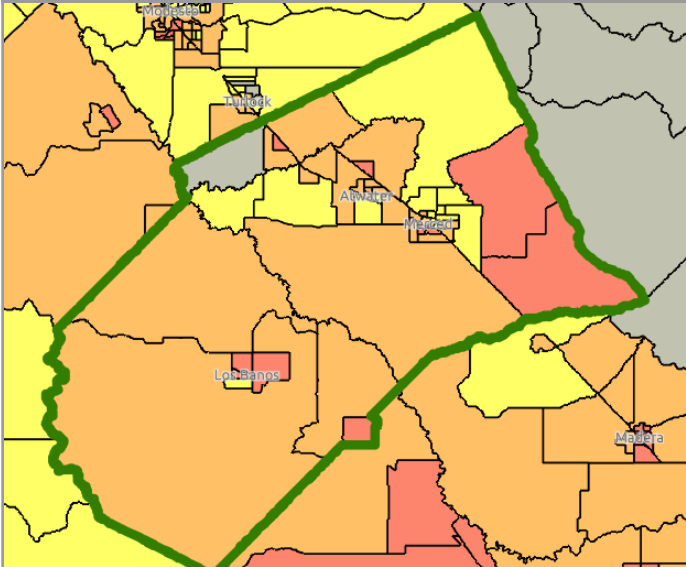 Modesto
Turlock
Atwater
Merced
Los Banos
Madera